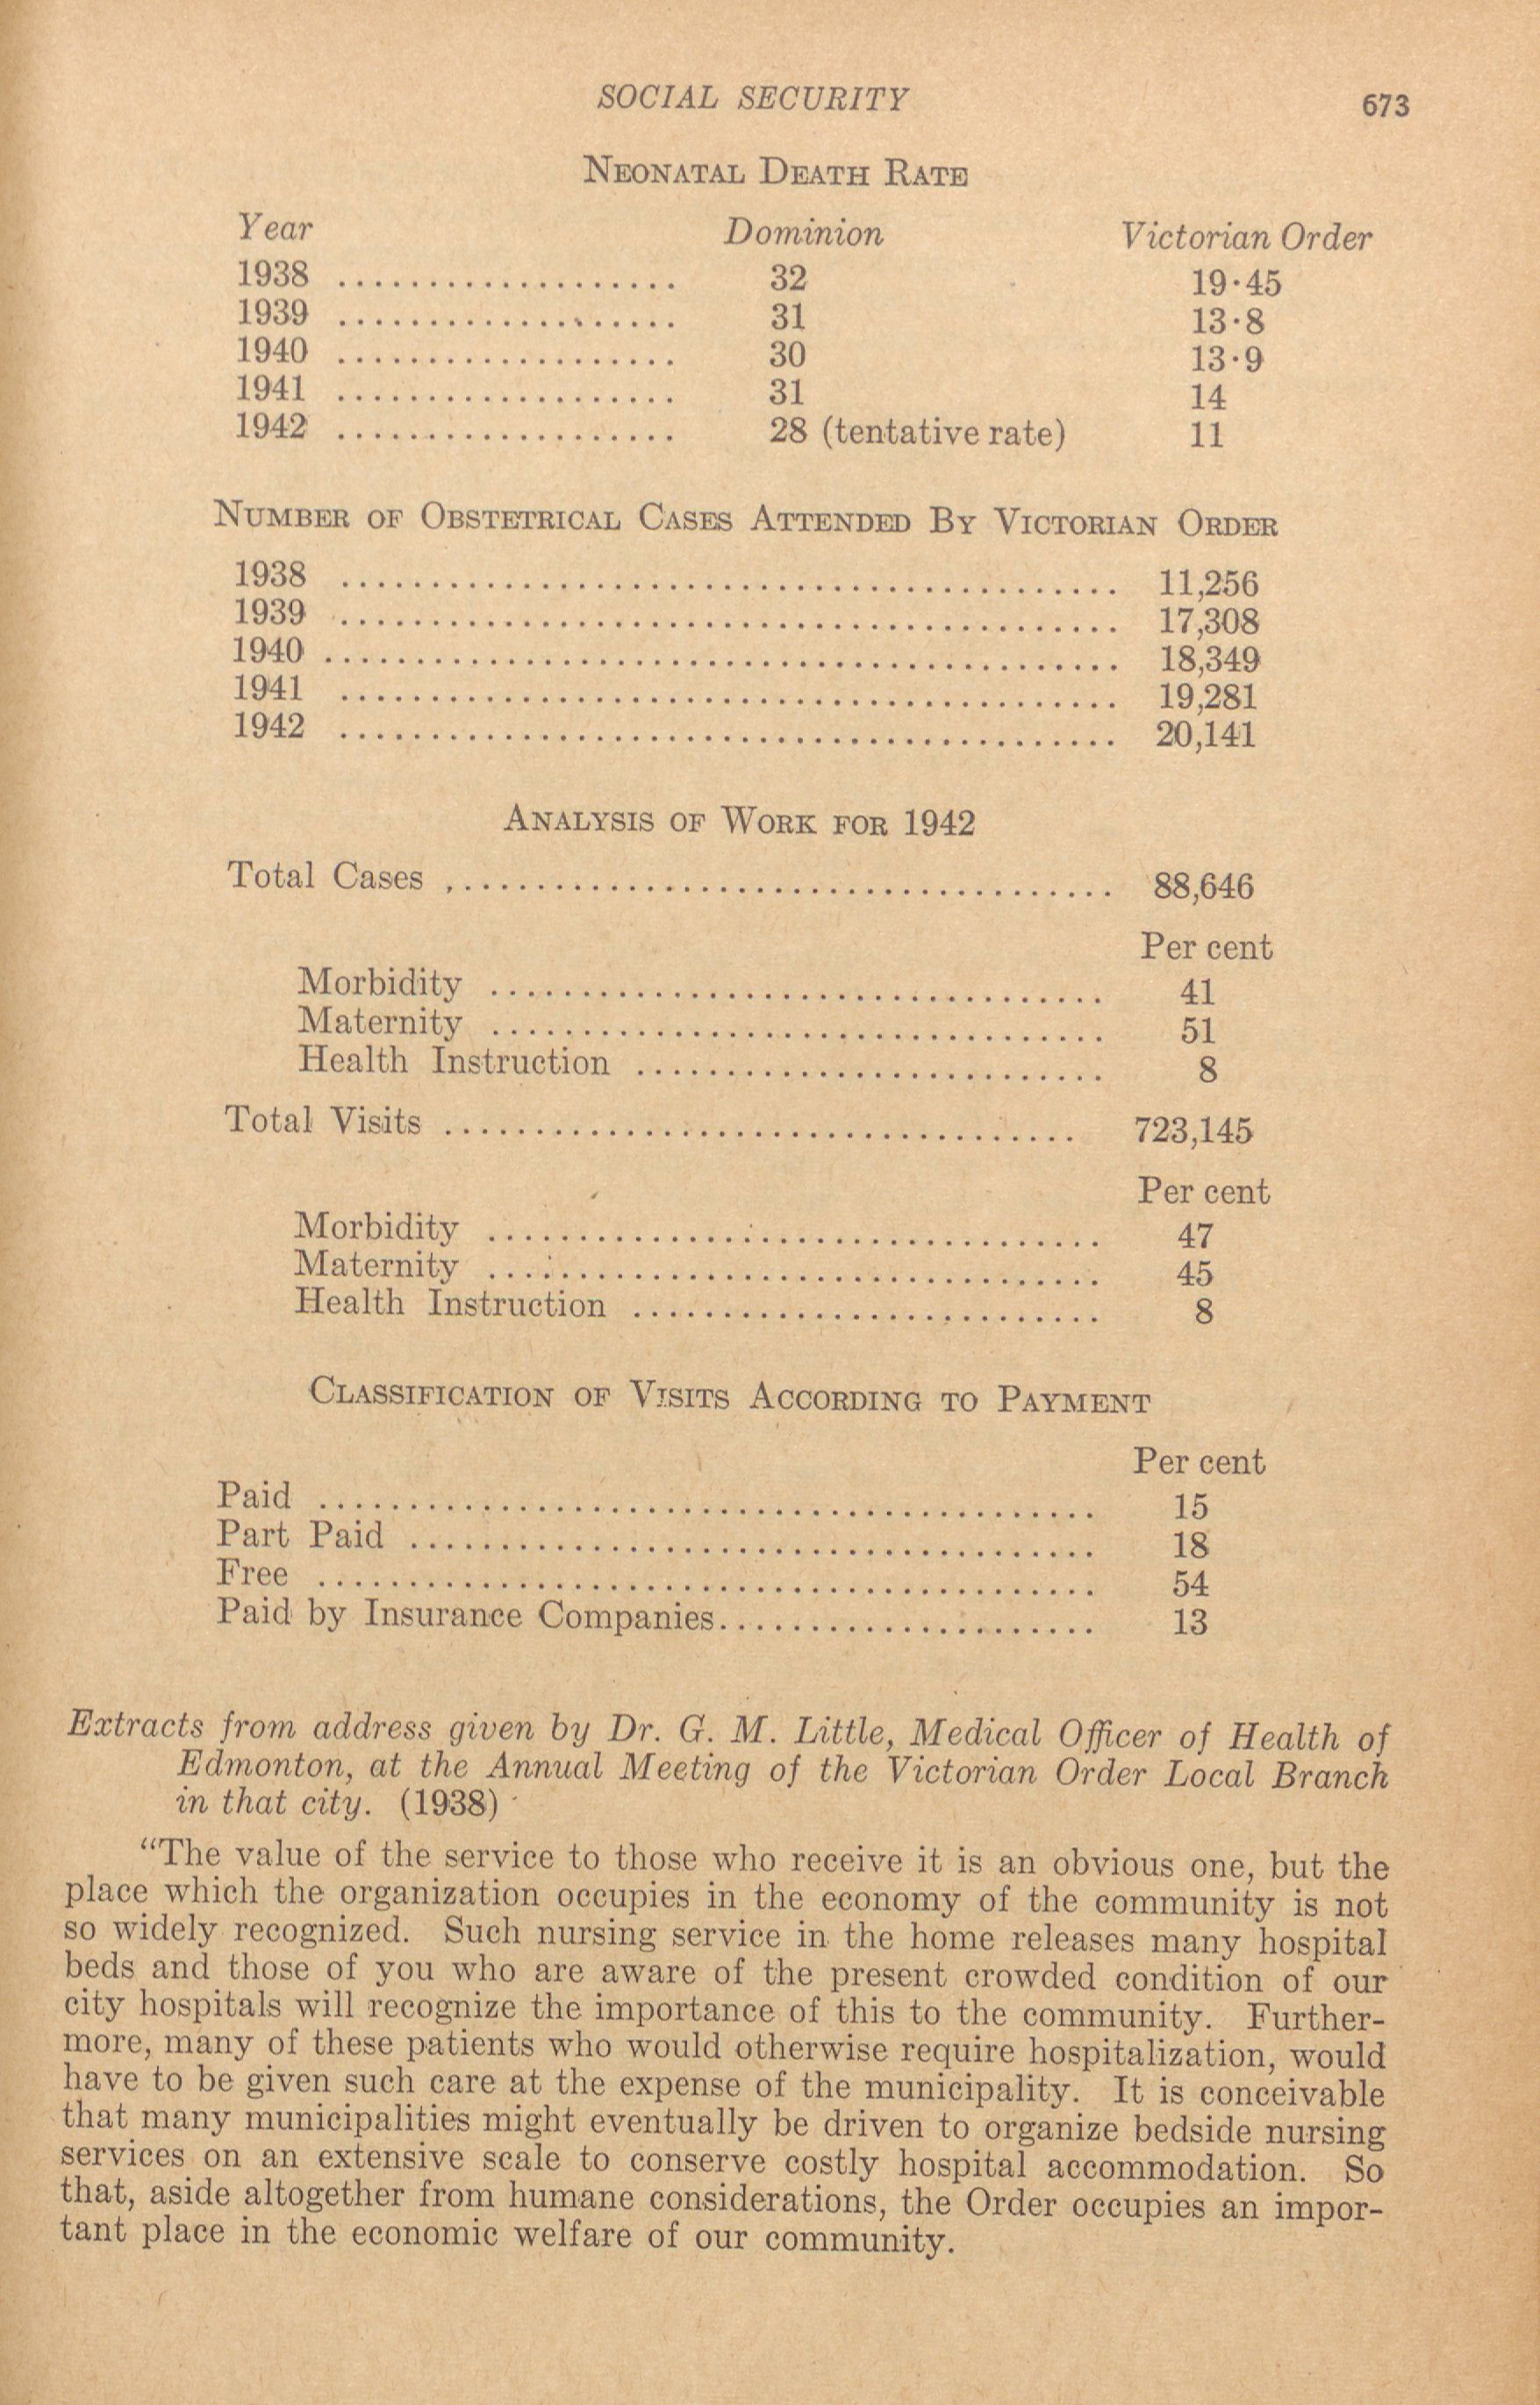 SOCIAL SECURITY 673
NEONATAL DEATH RATE
Year Dominion Victorian Order
1938 ................... 32 19·45
1939 ................... 31 13·8
1940 ................... 30 13·9
1941 ................... 31 14
1942 ................... 28 (tentative rate) 11
NUMBER OF OBSTETRICAL CASES ATTENDED BY VICTORIAN ORDER
1938 ........................................... 11,256
1939 ........................................... 17,308
1940 ............................................ 18,349
1941 ........................................... 19,281
1942 ........................................... 20,141
ANALYSIS OF WORK FOR 1942
Total Cases ..................................... 88,646
Per cent
Morbidity .................................. 41
Maternity .................................. 51
Health Instruction .......................... 8
Total Visits ................................... 723,145
Per cent
Morbidity .................................. 47
Maternity .................................. 45
Health Instruction .......................... 8
CLASSIFICATION OF VISITS ACCORDING TO PAYMENT
Per cent
Paid ........................................... 15
Part Paid ...................................... 18
Free ........................................... 54
Paid by Insurance Companies..................... 13
Extracts from address given by Dr. G. M. Little, Medical Officer of Health of
Edmonton, at the Annual Meeting of the Victorian Order Local Branch
in that city. (1938)
“The value of the service to those who receive it is an obvious one, but the
place which the organization occupies in the economy of the community is not
so widely recognized. Such nursing service in the home releases many hospital
beds and those of you who are aware of the present crowded condition of our
city hospitals will recognize the importance of this to the community. Further-
more, many of these patients who would otherwise require hospitalization, would
have to be given such care at the expense of the municipality. It is conceivable
that many municipalities might eventually be driven to organize bedside nursing
services on an extensive scale to conserve costly hospital accommodation. So
that, aside altogether from humane considerations, the Order occupies an impor-
tant place in the economic welfare of our community.